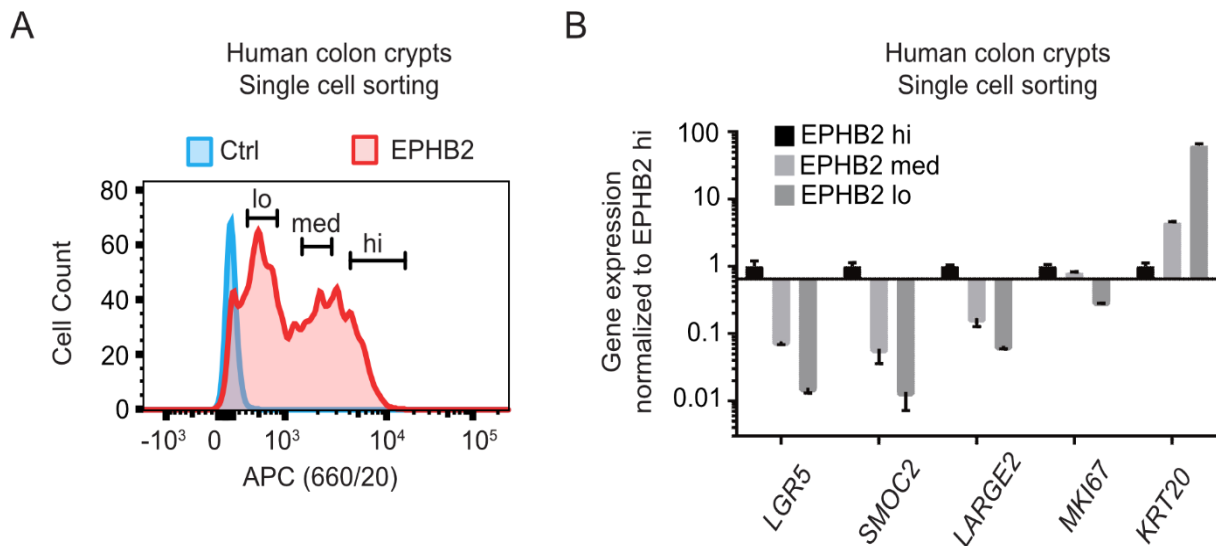 A
Human colon crypts
Single cell sorting
Ctrl
EPHB2
80
60
40
20
0
Cell Count
lo
med
hi
-10³
0
10³
10⁴
10⁵
APC (660/20)
B
Human colon crypts
Single cell sorting
EPHB2 hi
EPHB2 med
EPHB2 lo
Gene expression
normalized to EPHB2 hi
100
10
1
0.1
0.01
LGR5
SMOC2
LARGE2
MKI67
KRT20